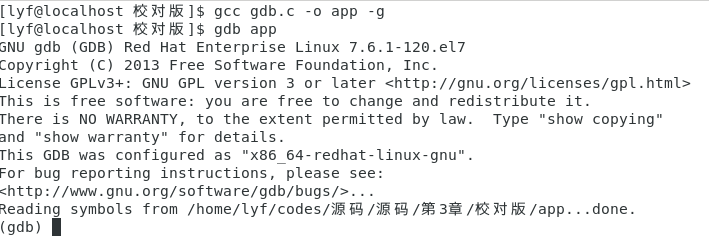 [lyf@localhost 校对版]$ gcc gdb.c -o app -g
[lyf@localhost 校对版]$ gdb app
GNU gdb (GDB) Red Hat Enterprise Linux 7.6.1-120.el7
Copyright (C) 2013 Free Software Foundation, Inc.
License GPLv3+: GNU GPL version 3 or later <http://gnu.org/licenses/gpl.html>
This is free software: you are free to change and redistribute it.
There is NO WARRANTY, to the extent permitted by law.  Type "show copying"
and "show warranty" for details.
This GDB was configured as "x86_64-redhat-linux-gnu".
For bug reporting instructions, please see:
<http://www.gnu.org/software/gdb/bugs/>...
Reading symbols from /home/lyf/codes/源码/源码/第3章/校对版/app...done.
(gdb)